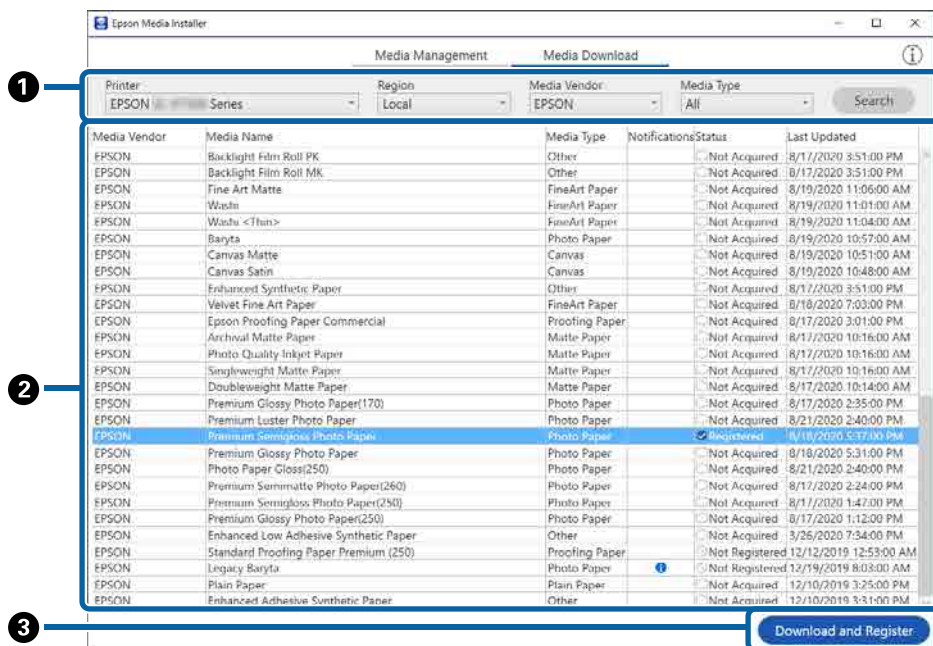 Epson Media Installer
Media Management Media Download
1
Printer Region Media Vendor Media Type
EPSON Series Local EPSON All Search
2
Media Vendor Media Name Media Type Notifications Status Last Updated
EPSON Backlight Film Roll PK Other Not Acquired 8/17/2020 3:51:00 PM
EPSON Backlight Film Roll MK Other Not Acquired 8/17/2020 3:51:00 PM
EPSON Fine Art Matte FineArt Paper Not Acquired 8/19/2020 11:06:00 AM
EPSON Washi FineArt Paper Not Acquired 8/19/2020 11:01:00 AM
EPSON Washi <Thin> FineArt Paper Not Acquired 8/19/2020 11:04:00 AM
EPSON Baryta Photo Paper Not Acquired 8/19/2020 10:57:00 AM
EPSON Canvas Matte Canvas Not Acquired 8/19/2020 10:51:00 AM
EPSON Canvas Satin Canvas Not Acquired 8/19/2020 10:48:00 AM
EPSON Enhanced Synthetic Paper Other Not Acquired 8/17/2020 3:51:00 PM
EPSON Velvet Fine Art Paper FineArt Paper Not Acquired 8/18/2020 7:03:00 PM
EPSON Epson Proofing Paper Commercial Proofing Paper Not Acquired 8/17/2020 3:01:00 PM
EPSON Archival Matte Paper Matte Paper Not Acquired 8/17/2020 10:16:00 AM
EPSON Photo Quality Inkjet Paper Matte Paper Not Acquired 8/17/2020 10:16:00 AM
EPSON Singleweight Matte Paper Matte Paper Not Acquired 8/17/2020 10:16:00 AM
EPSON Doubleweight Matte Paper Matte Paper Not Acquired 8/17/2020 10:14:00 AM
EPSON Premium Glossy Photo Paper(170) Photo Paper Not Acquired 8/17/2020 2:35:00 PM
EPSON Premium Luster Photo Paper Photo Paper Not Acquired 8/21/2020 2:40:00 PM
EPSON Premium Semigloss Photo Paper Photo Paper Registered 8/18/2020 5:37:00 PM
EPSON Premium Glossy Photo Paper Photo Paper Not Acquired 8/18/2020 5:31:00 PM
EPSON Photo Paper Gloss(250) Photo Paper Not Acquired 8/21/2020 2:40:00 PM
EPSON Premium Semimatte Photo Paper(260) Photo Paper Not Acquired 8/17/2020 2:24:00 PM
EPSON Premium Semigloss Photo Paper(250) Photo Paper Not Acquired 8/17/2020 1:47:00 PM
EPSON Premium Glossy Photo Paper(250) Photo Paper Not Acquired 8/17/2020 1:12:00 PM
EPSON Enhanced Low Adhesive Synthetic Paper Other Not Acquired 3/26/2020 7:34:00 PM
EPSON Standard Proofing Paper Premium (250) Proofing Paper Not Registered 12/12/2019 12:53:00 AM
EPSON Legacy Baryta Photo Paper Not Registered 12/19/2019 8:03:00 AM
EPSON Plain Paper Plain Paper Not Acquired 12/10/2019 3:25:00 PM
EPSON Enhanced Adhesive Synthetic Paper Other Not Acquired 12/10/2019 3:31:00 PM
3
Download and Register